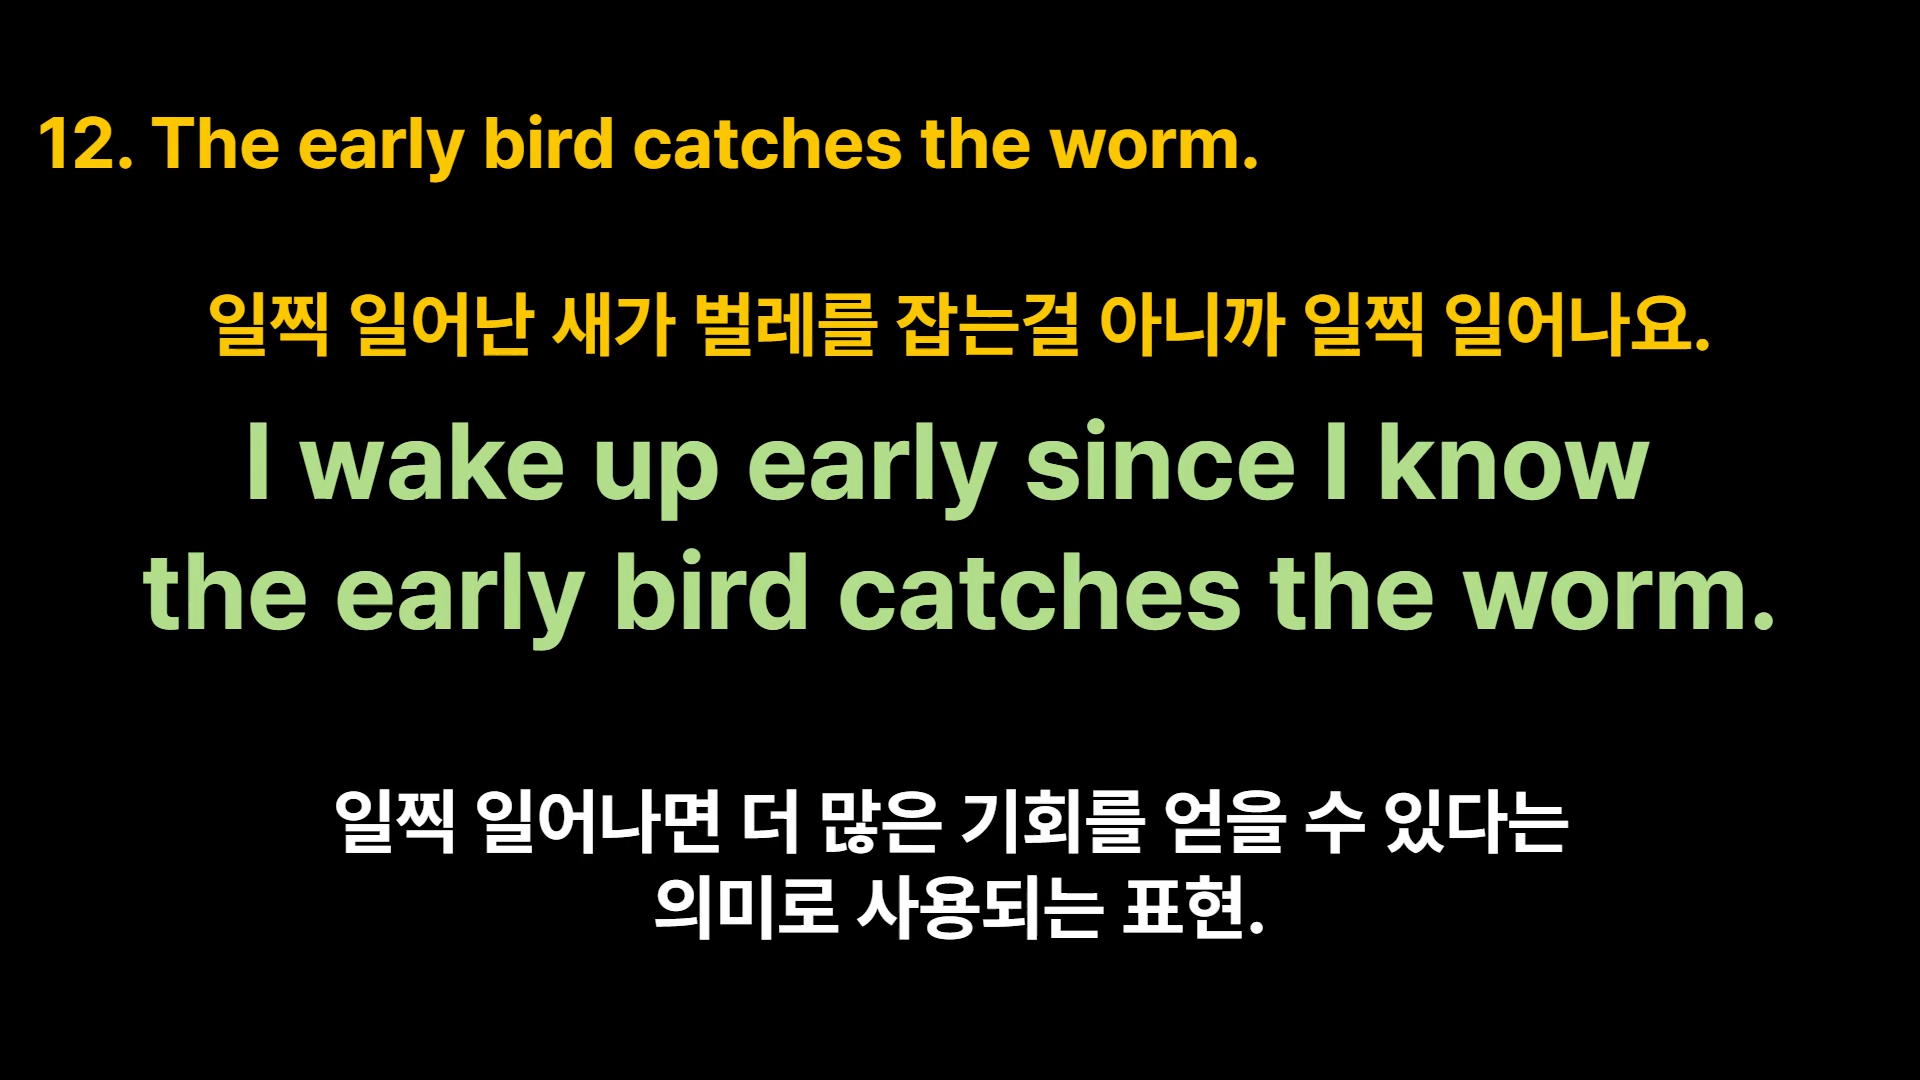 12. The early bird catches the worm.
일찍 일어난 새가 벌레를 잡는걸 아니까 일찍 일어나요.
I wake up early since I know
the early bird catches the worm.
일찍 일어나면 더 많은 기회를 얻을 수 있다는
의미로 사용되는 표현.